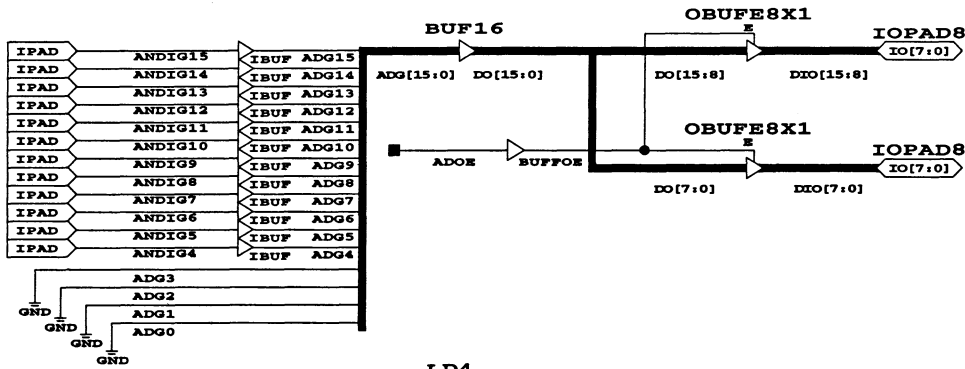 OBUFE8X1
BUF16
E
IOPAD8
IPAD ANDIG15 IBUF ADG15
IO[7:0]
IPAD ANDIG14 IBUF ADG14
ADG[15:0] DO[15:0] DO[15:8] DIO[15:8]
IPAD ANDIG13 IBUF ADG13
IPAD ANDIG12 IBUF ADG12
IPAD ANDIG11 IBUF ADG11
OBUFE8X1
E
IPAD ANDIG10 IBUF ADG10
IOPAD8
ADOE BUFFOE
IPAD ANDIG9 IBUF ADG9
IO[7:0]
IPAD ANDIG8 IBUF ADG8
DO[7:0] DIO[7:0]
IPAD ANDIG7 IBUF ADG7
IPAD ANDIG6 IBUF ADG6
IPAD ANDIG5 IBUF ADG5
IPAD ANDIG4 IBUF ADG4
ADG3
GND
ADG2
GND
ADG1
GND
ADG0
GND